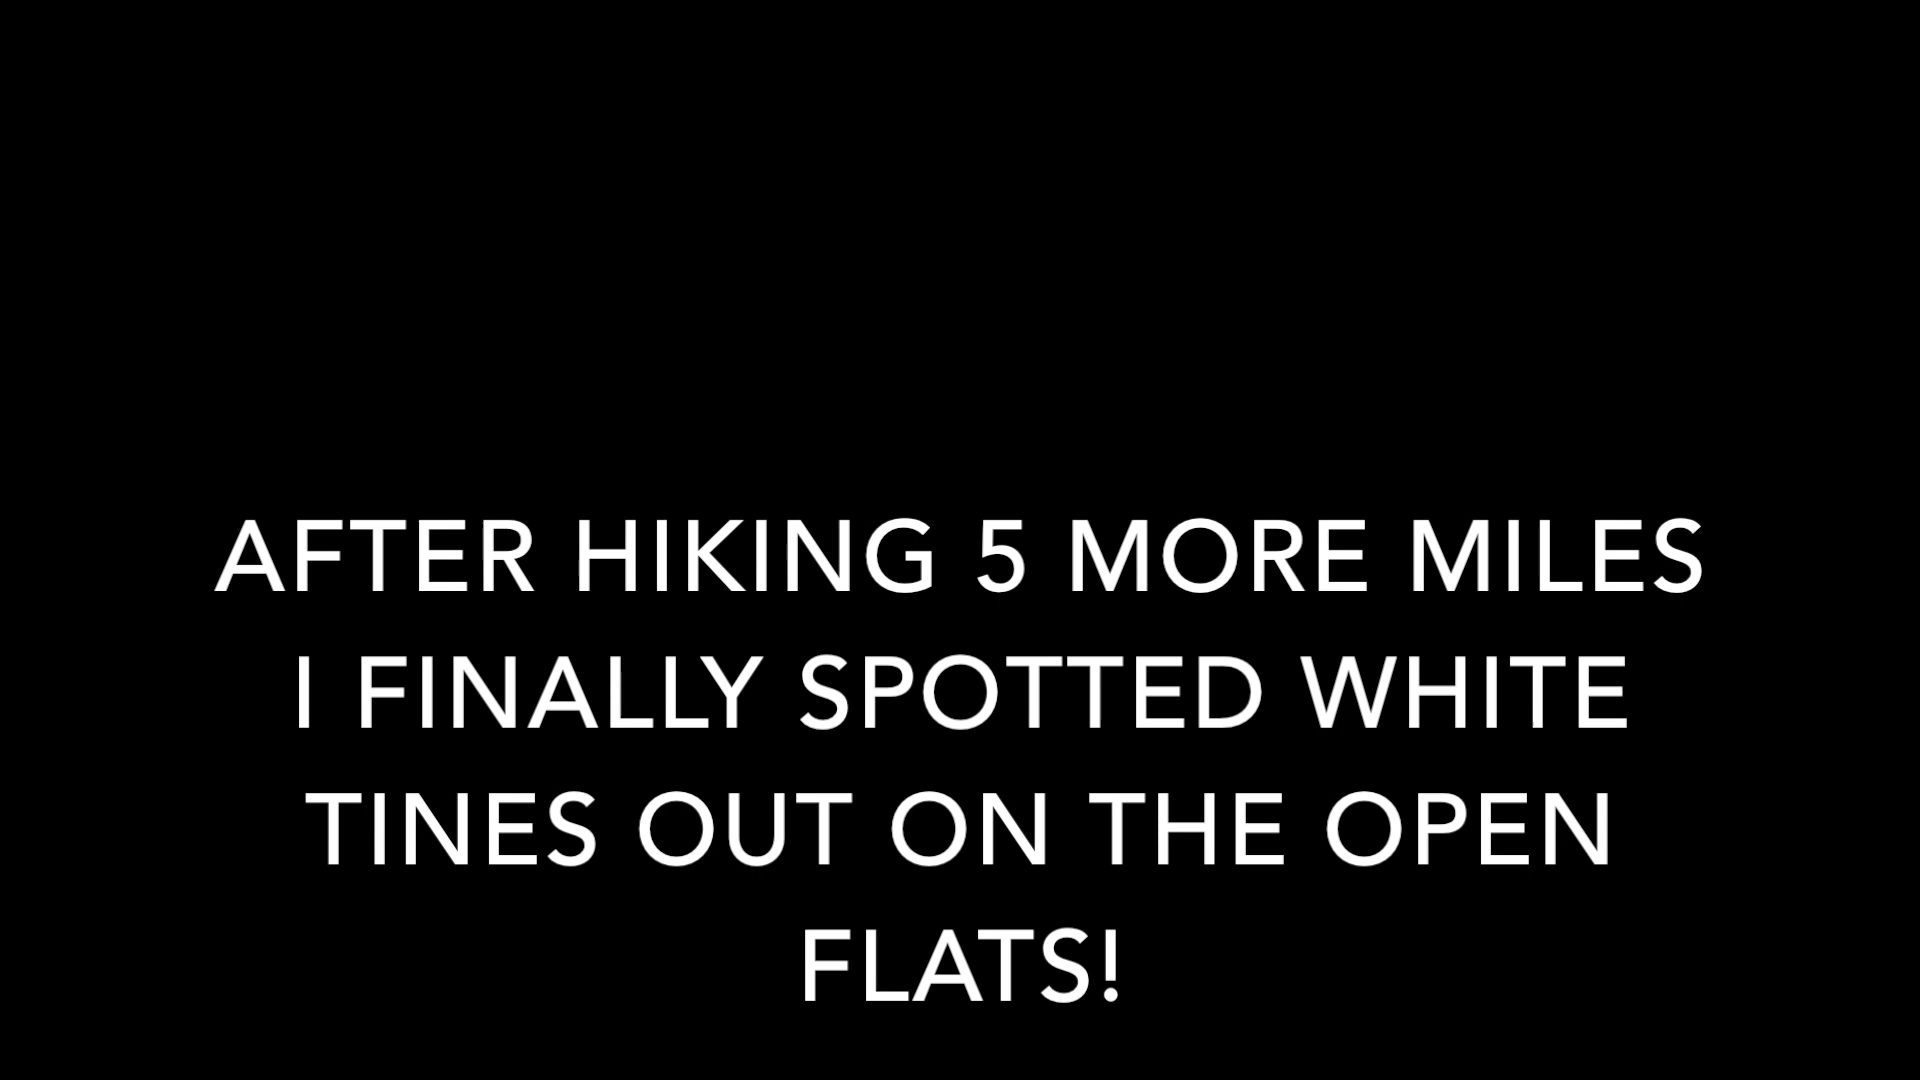 AFTER HIKING 5 MORE MILES
I FINALLY SPOTTED WHITE
TINES OUT ON THE OPEN
FLATS!